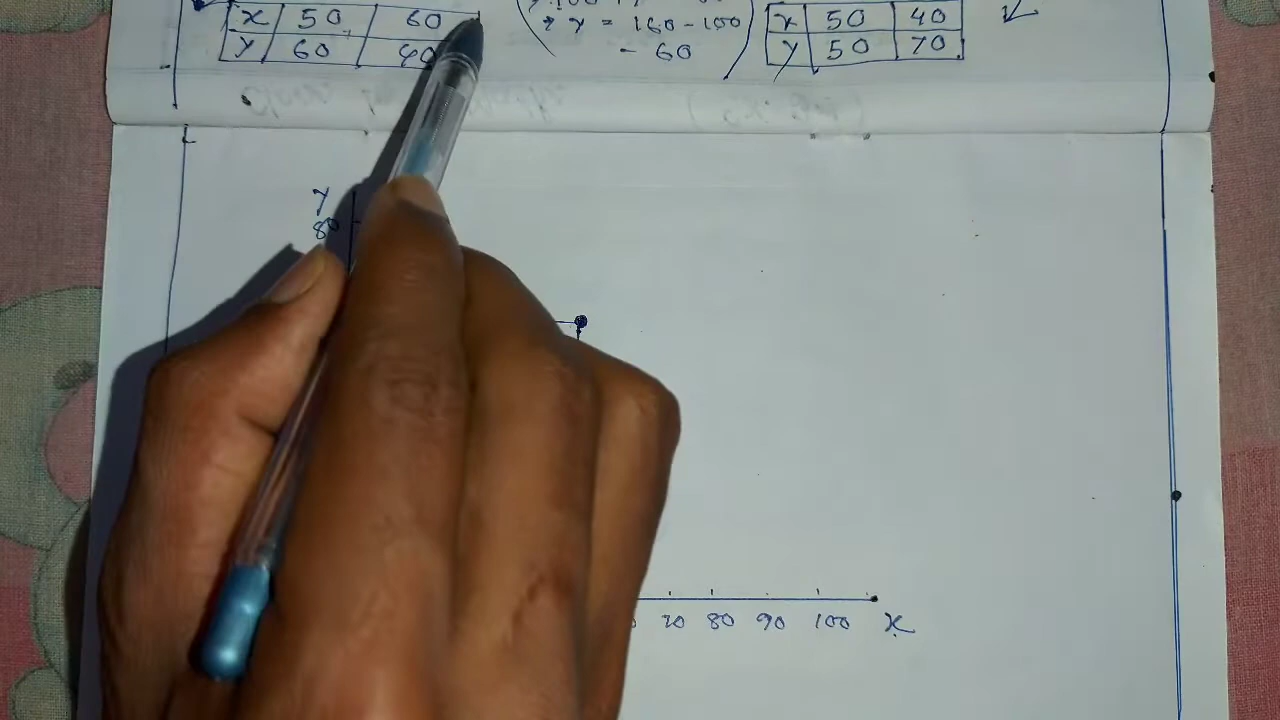 x 50 60
y 60 40
y = 160 - 100
- 60
x 50 40
y 50 70
y
80
70 80 90 100 x